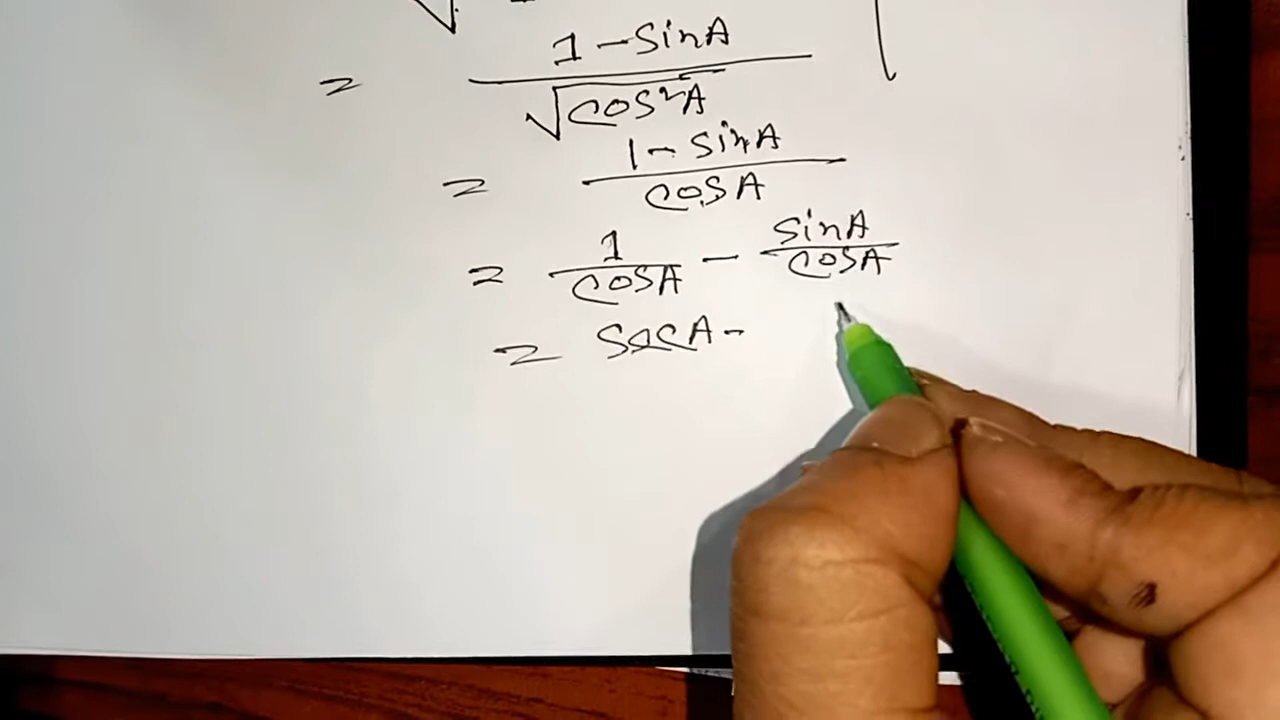 = 1 - sinA / √cos²A
= 1 - sinA / cosA
= 1 / cosA - sinA / cosA
= secA -